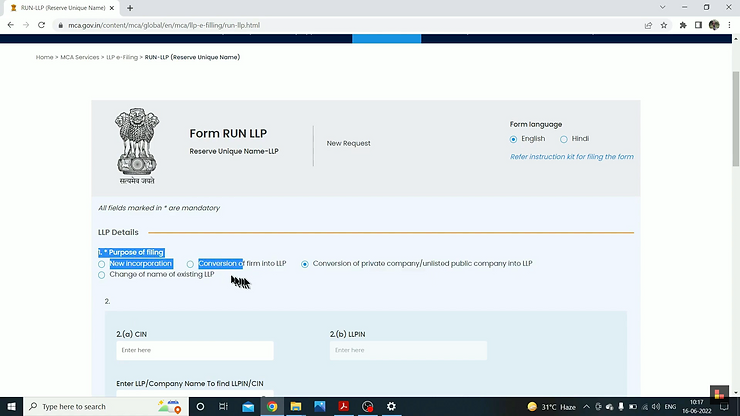 RUN-LLP (Reserve Unique Name)
mca.gov.in/content/mca/global/en/mca/llp-e-filling/run-llp.html
Home > MCA Services > LLP e-Filing > RUN-LLP (Reserve Unique Name)
Form RUN LLP
Reserve Unique Name-LLP
New Request
Form language
English Hindi
Refer instruction kit for filing the form
सत्यमेव जयते
All fields marked in * are mandatory
LLP Details
1. * Purpose of filing
New incorporation Conversion of firm into LLP Conversion of private company/unlisted public company into LLP
Change of name of existing LLP
2.
2.(a) CIN 2.(b) LLPIN
Enter here Enter here
Enter LLP/Company Name To find LLPIN/CIN
Type here to search
31°C Haze
ENG
10:17
16-06-2022